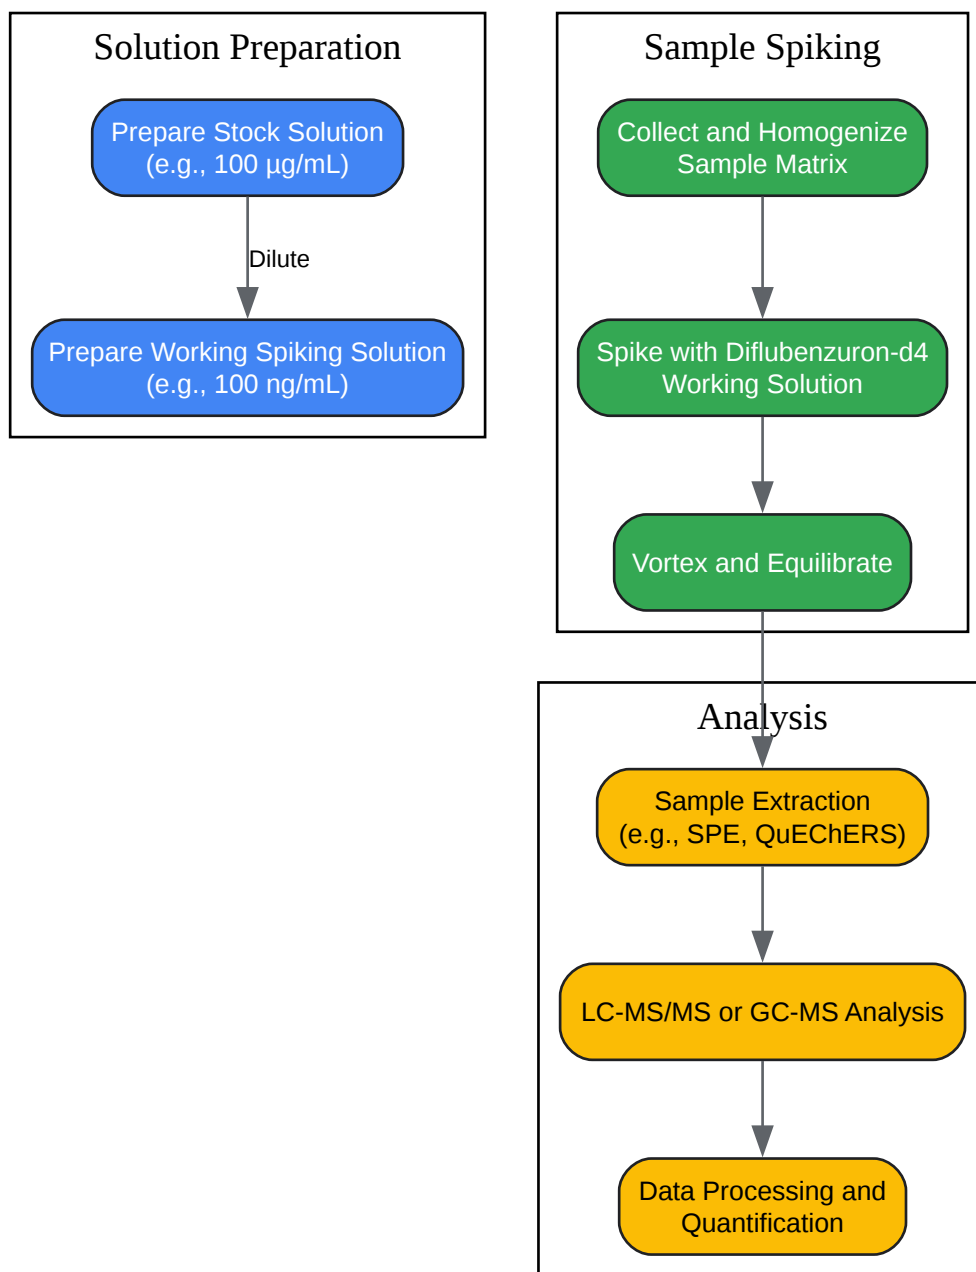 Solution Preparation
Prepare Stock Solution
(e.g., 100 µg/mL)
Dilute
Prepare Working Spiking Solution
(e.g., 100 ng/mL)
Sample Spiking
Collect and Homogenize
Sample Matrix
Spike with Diflubenzuron-d4
Working Solution
Vortex and Equilibrate
Analysis
Sample Extraction
(e.g., SPE, QuEChERS)
LC-MS/MS or GC-MS Analysis
Data Processing and
Quantification